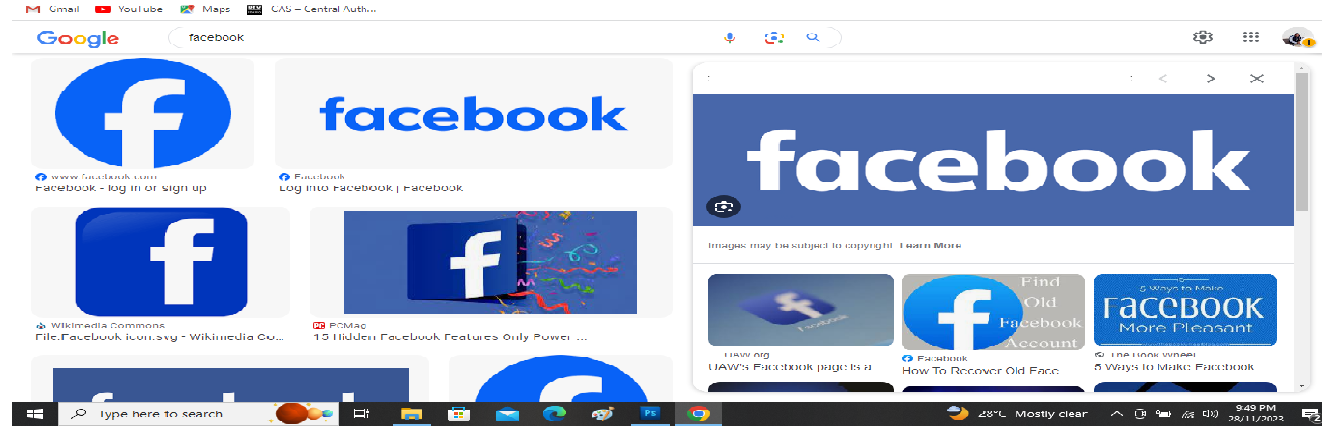 Gmail YouTube Maps CAS – Central Auth...
Google facebook
facebook
www.facebook.com
Facebook - log in or sign up
Facebook
Log into Facebook | Facebook
Wikimedia Commons
File:Facebook icon.svg - Wikimedia Co...
PCMag
15 Hidden Facebook Features Only Power ...
facebook
Images may be subject to copyright. Learn More
Facebook
UAW.org
UAW's Facebook page Is a
Find
Old
Facebook
Account
Facebook
How To Recover Old Face
5 Ways to Make
FACEBOOK
More Pleasant
The Book Wheel
5 Ways to Make Facebook
Type here to search
Ps
28°C Mostly clear
9:49 PM
28/11/2023
2